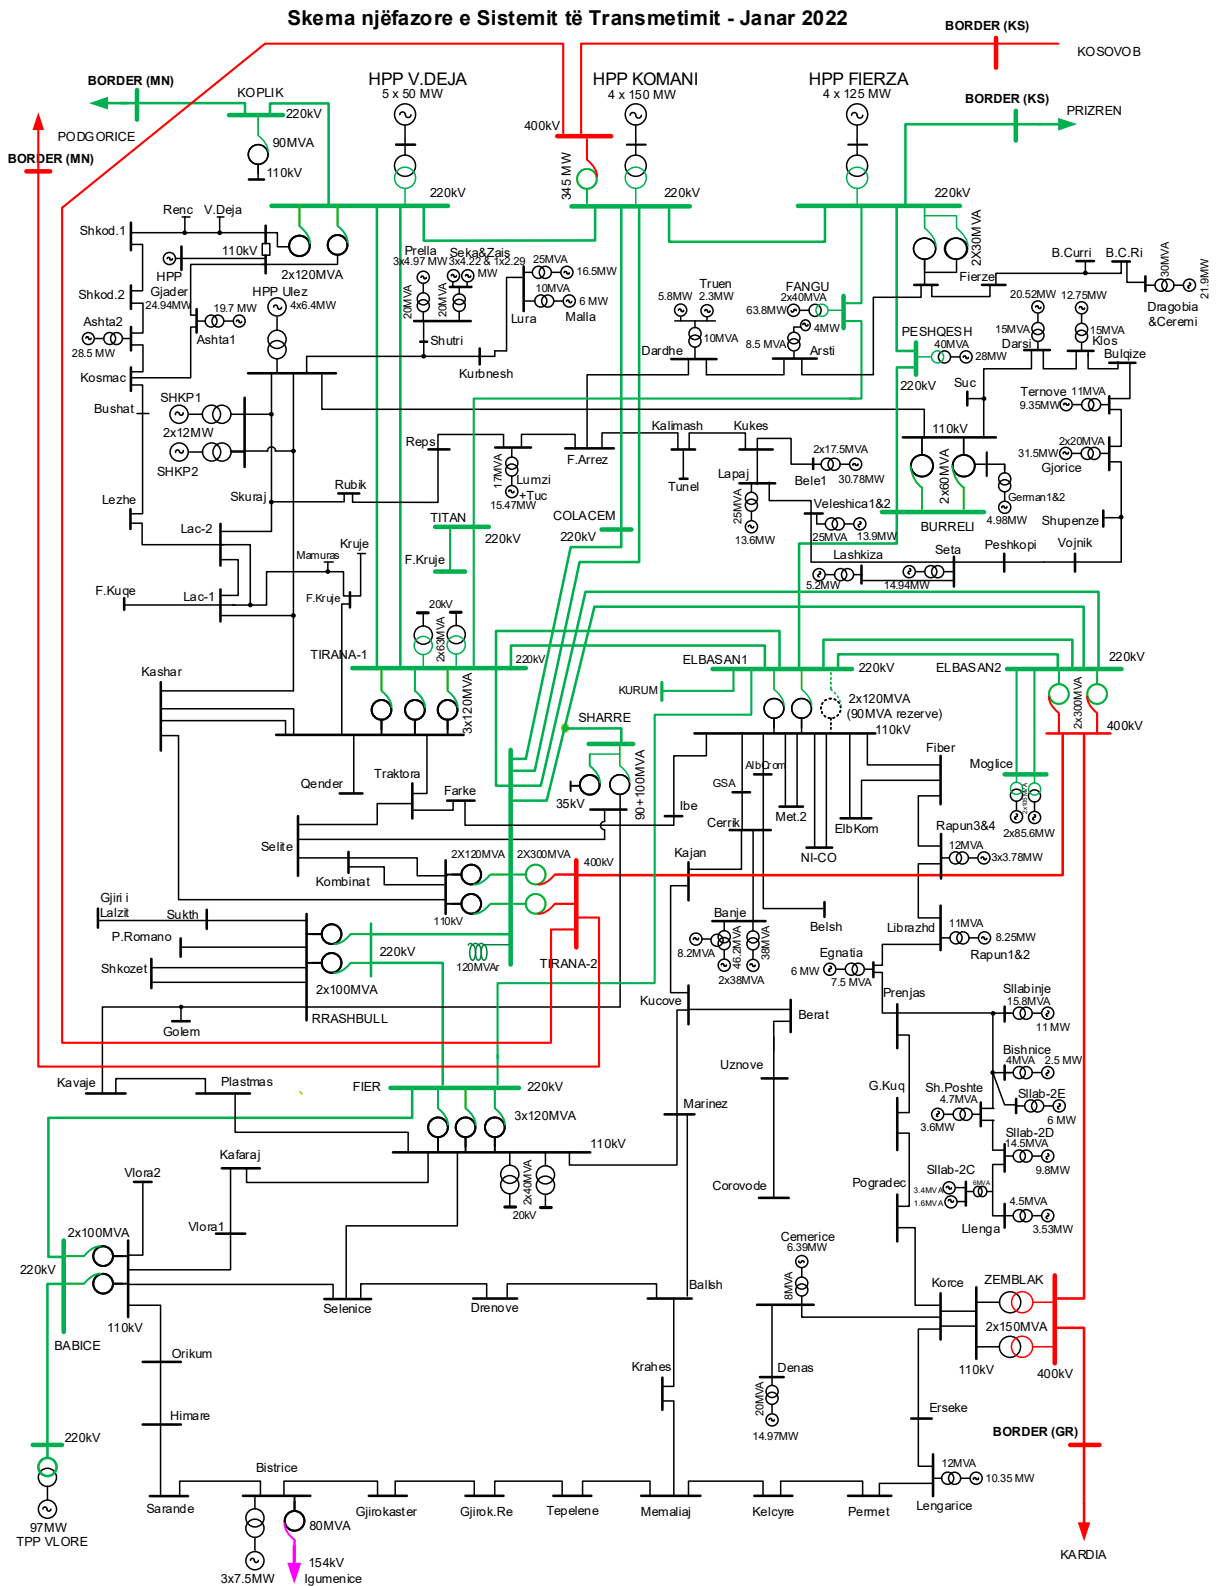 Skema njëfazore e Sistemit të Transmetimit - Janar 2022
BORDER (KS)
KOSOVOB
BORDER (MN)
KOPLIK
220kV
PODGORICE
BORDER (MN)
90MVA
110kV
HPP V.DEJA
5 x 50 MW
220kV
400kV
345 MW
HPP KOMANI
4 x 150 MW
220kV
HPP FIERZA
4 x 125 MW
220kV
BORDER (KS)
PRIZREN
Renc
V.Deja
Shkod.1
110kV
HPP
Gjader
24.94MW
2x120MVA
Shkod.2
Ashta2
28.5 MW
19.7 MW
Ashta1
Kosmac
Bushat
HPP Ulez
4x6.4MW
Prella
3x4.97 MW
20MVA
Seka&Zais
3x4.22 & 1x2.29
MW
20MVA
Shutri
Kurbnesh
25MVA
16.5MW
10MVA
6 MW
Lura
Malla
Truen
5.8MW
2.3MW
10MVA
Dardhe
FANGU
2x40MVA
63.8MW
4MW
8.5 MVA
Arsti
2X30MVA
Fierze
B.Curri
B.C.Ri
30MVA
21.9MW
Dragobia
&Ceremi
PESHQESH
40MVA
28MW
220kV
20.52MW
15MVA
Darsi
12.75MW
15MVA
Klos
Bulqize
Suc
Ternove
11MVA
9.35MW
110kV
2x20MVA
31.5MW
Gjorice
2x60MVA
German1&2
4.98MW
BURRELI
Shupenze
SHKP1
2x12MW
SHKP2
Skuraj
Rubik
Reps
17MVA
Lumzi
+Tuc
15.47MW
F.Arrez
Kalimash
Tunel
Kukes
2x17.5MVA
Bele1
30.78MW
Lapaj
25MVA
13.6MW
Veleshica1&2
25MVA
13.9MW
Lashkiza
5.2MW
Seta
14.94MW
Peshkopi
Vojnik
Lezhe
Lac-2
Lac-1
F.Kuqe
Mamuras
Kruje
F.Kruje
TITAN
220kV
F.Kruje
COLACEM
220kV
20kV
2x63MVA
TIRANA-1
220kV
3x120MVA
Kashar
Qender
Traktora
Farke
Selite
Kombinat
ELBASAN1
220kV
KURUM
2x120MVA
(90MVA rezerve)
110kV
ELBASAN2
220kV
2x300MVA
400kV
SHARRE
35kV
90+100MVA
Moglice
2x85.6MW
Fiber
Ibe
AlbCrom
GSA
Cerrik
Met.2
NI-CO
ElbKom
Rapun3&4
12MVA
3x3.78MW
Kajan
2X120MVA
2X300MVA
400kV
110kV
120MVAr
TIRANA-2
Gjiri i
Lalzit
Sukth
P.Romano
Shkozet
220kV
2x100MVA
RRASHBULL
Golem
Banje
8.2MVA
46.2MVA
38MVA
2x38MVA
Belsh
Librazhd
11MVA
8.25MW
Rapun1&2
Egnatia
6 MW
7.5 MVA
Prenjas
Kucove
Berat
Uznove
Corovode
Marinez
Sllabinje
15.8MVA
11 MW
Bishnice
4MVA
2.5 MW
Sllab-2E
6 MW
Sh.Poshte
4.7MVA
3.6MW
Sllab-2D
14.5MVA
9.8MW
Sllab-2C
3.4MVA
1.6MVA
6MVA
4.5MVA
Llenga
3.53MW
G.Kuq
Pogradec
Kavaje
Plastmas
FIER
220kV
3x120MVA
110kV
2x40MVA
20kV
Kafaraj
Vlora2
Vlora1
2x100MVA
220kV
110kV
BABICE
Selenice
Drenove
Ballsh
Cemerice
6.39MW
8MVA
Denas
20MVA
14.97MW
Korce
ZEMBLAK
2x150MVA
110kV
400kV
Orikum
Himare
Krahes
Erseke
BORDER (GR)
KARDIA
220kV
97MW
TPP VLORE
Sarande
Bistrice
80MVA
3x7.5MW
154kV
Igumenice
Gjirokaster
Gjirok.Re
Tepelene
Memaliaj
Kelcyre
Permet
12MVA
10.35 MW
Lengarice